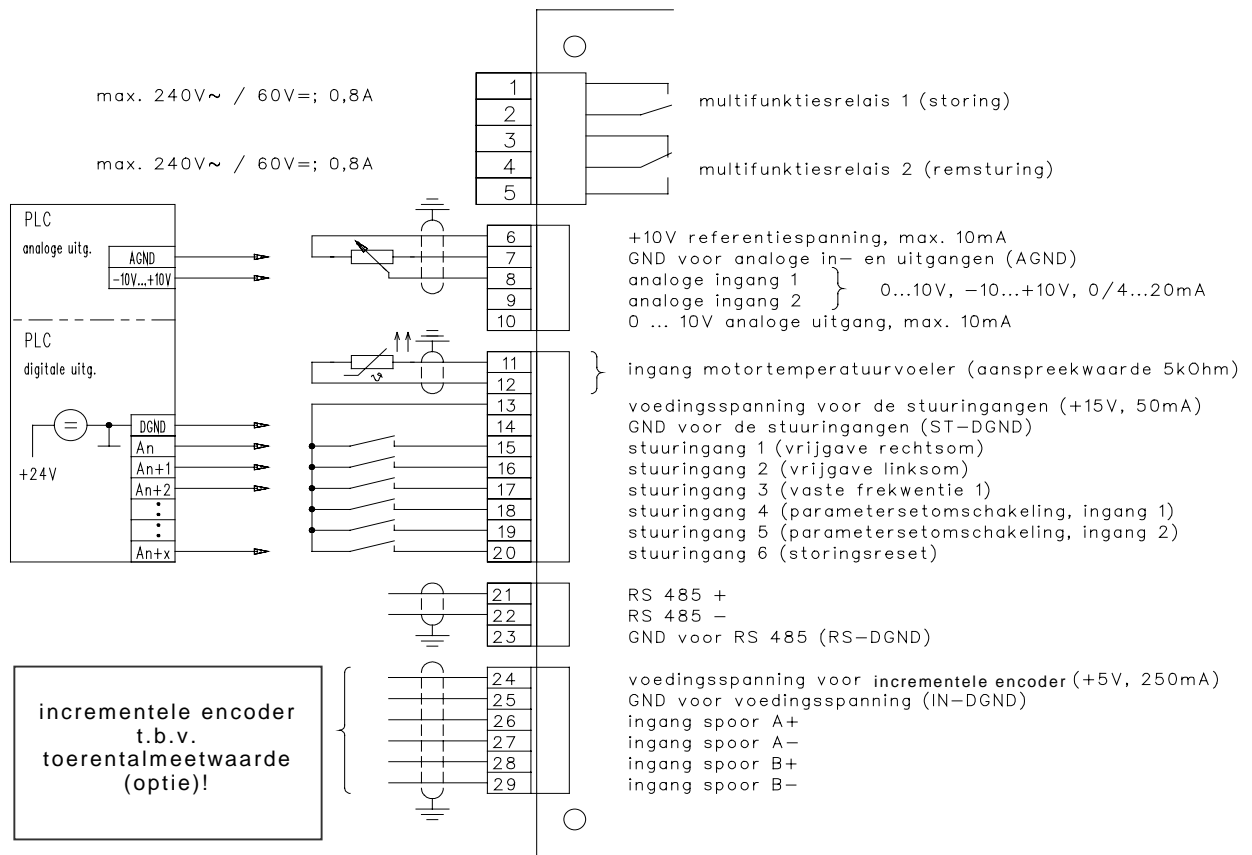 max. 240V~ / 60V=; 0,8A
1
2
3
4
5
multifunktiesrelais 1 (storing)
max. 240V~ / 60V=; 0,8A
multifunktiesrelais 2 (remsturing)
PLC
analoge uitg.
AGND
-10V...+10V
6 +10V referentiespanning, max. 10mA
7 GND voor analoge in- en uitgangen (AGND)
8 analoge ingang 1
9 analoge ingang 2
0...10V, -10...+10V, 0/4...20mA
10 0 ... 10V analoge uitgang, max. 10mA
PLC
digitale uitg.
+24V
=
DGND
An
An+1
An+2
An+x
ϑ
11
12
ingang motortemperatuurvoeler (aanspreekwaarde 5kOhm)
13 voedingsspanning voor de stuuringangen (+15V, 50mA)
14 GND voor de stuuringangen (ST-DGND)
15 stuuringang 1 (vrijgave rechtsom)
16 stuuringang 2 (vrijgave linksom)
17 stuuringang 3 (vaste frekwentie 1)
18 stuuringang 4 (parametersetomschakeling, ingang 1)
19 stuuringang 5 (parametersetomschakeling, ingang 2)
20 stuuringang 6 (storingsreset)
21 RS 485 +
22 RS 485 -
23 GND voor RS 485 (RS-DGND)
incrementele encoder
t.b.v.
toerentalmeetwaarde
(optie)!
24 voedingsspanning voor incrementele encoder (+5V, 250mA)
25 GND voor voedingsspanning (IN-DGND)
26 ingang spoor A+
27 ingang spoor A-
28 ingang spoor B+
29 ingang spoor B-